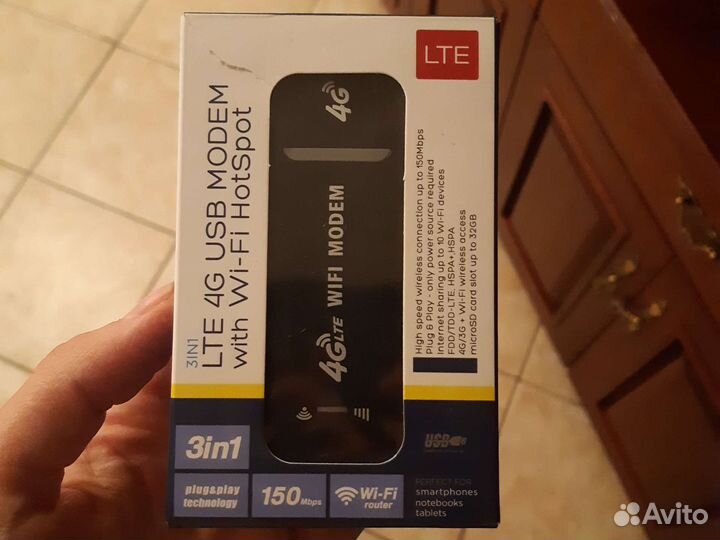 3IN1
LTE 4G USB MODEM
with Wi-Fi HotSpot
4G
4G LTE WIFI MODEM
LTE
High speed wireless connection up to 150Mbps
Plug & Play - only power source required
Internet sharing up to 10 Wi-Fi devices
FDD/TDD-LTE, HSPA+,HSPA
4G/3G + Wi-Fi wireless access
microSD card slot up to 32GB
3in1
plug&play
technology
150Mbps
Wi-Fi
router
USB
PERFECT FOR
smartphones
notebooks
tablets
Avito